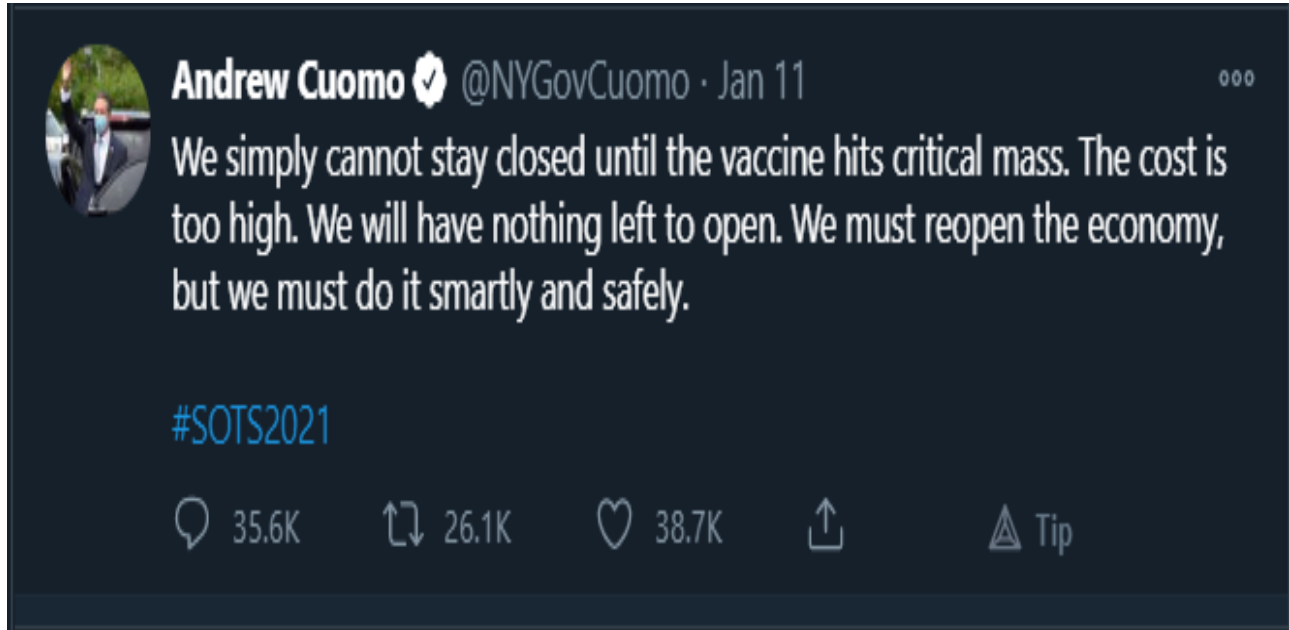 Andrew Cuomo @NYGovCuomo · Jan 11
We simply cannot stay closed until the vaccine hits critical mass. The cost is
too high. We will have nothing left to open. We must reopen the economy,
but we must do it smartly and safely.
#SOTS2021
35.6K 26.1K 38.7K Tip